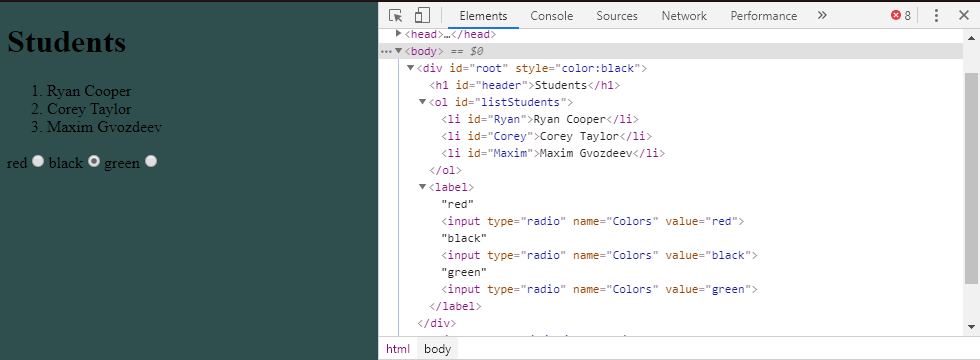 Students
1. Ryan Cooper
2. Corey Taylor
3. Maxim Gvozdeev
red black green
Elements Console Sources Network Performance » 8
<head>…</head>
<body> == $0
<div id="root" style="color:black">
<h1 id="header">Students</h1>
<ol id="listStudents">
<li id="Ryan">Ryan Cooper</li>
<li id="Corey">Corey Taylor</li>
<li id="Maxim">Maxim Gvozdeev</li>
</ol>
<label>
"red"
<input type="radio" name="Colors" value="red">
"black"
<input type="radio" name="Colors" value="black">
"green"
<input type="radio" name="Colors" value="green">
</label>
</div>
html body